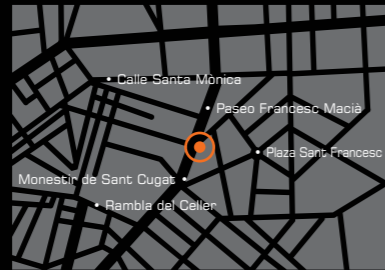 Calle Santa Mònica
Paseo Francesc Macià
Plaza Sant Francesc
Monestir de Sant Cugat
Rambla del Celler